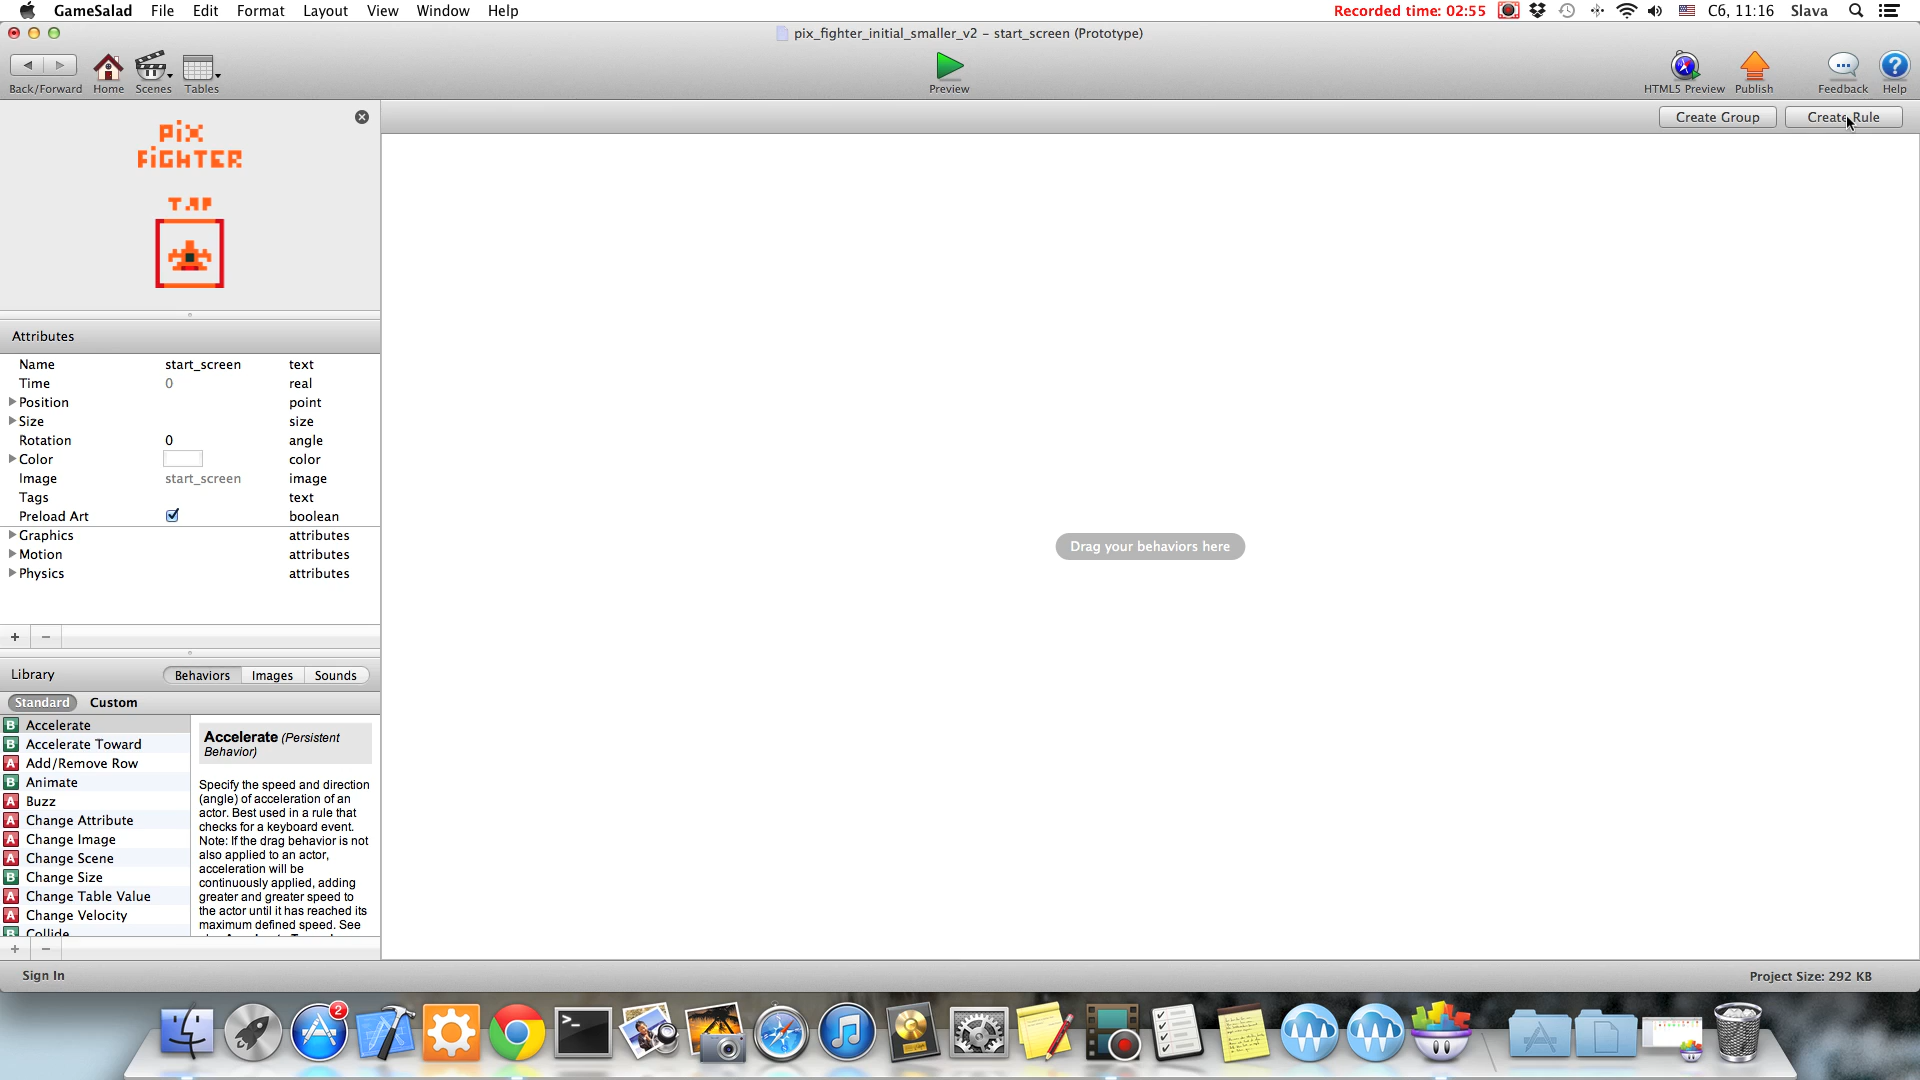 GameSalad File Edit Format Layout View Window Help
Recorded time: 02:55 Сб, 11:16 Slava
pix_fighter_initial_smaller_v2 – start_screen (Prototype)
Back/Forward Home Scenes Tables Preview HTML5 Preview Publish Feedback Help
Create Group Create Rule
PiX
FiGHTER
TAP
Attributes
Name start_screen text
Time 0 real
Position point
Size size
Rotation 0 angle
Color color
Image start_screen image
Tags text
Preload Art boolean
Graphics attributes
Motion attributes
Physics attributes
Drag your behaviors here
+ −
Library Behaviors Images Sounds
Standard Custom
B Accelerate
B Accelerate Toward
A Add/Remove Row
B Animate
A Buzz
A Change Attribute
A Change Image
A Change Scene
B Change Size
A Change Table Value
A Change Velocity
B Collide
Accelerate (Persistent
Behavior)
Specify the speed and direction
(angle) of acceleration of an
actor. Best used in a rule that
checks for a keyboard event.
Note: If the drag behavior is not
also applied to an actor,
acceleration will be
continuously applied, adding
greater and greater speed to
the actor until it has reached its
maximum defined speed. See
+ −
Sign In Project Size: 292 KB
2